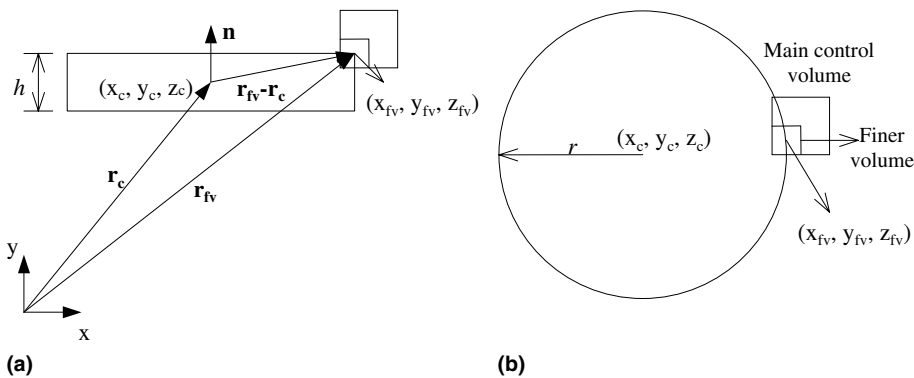 n
h
(x_c, y_c, z_c)
r_fv-r_c
(x_fv, y_fv, z_fv)
r_c
r_fv
y
x
(a)
Main control
volume
(x_c, y_c, z_c)
r
Finer
volume
(x_fv, y_fv, z_fv)
(b)